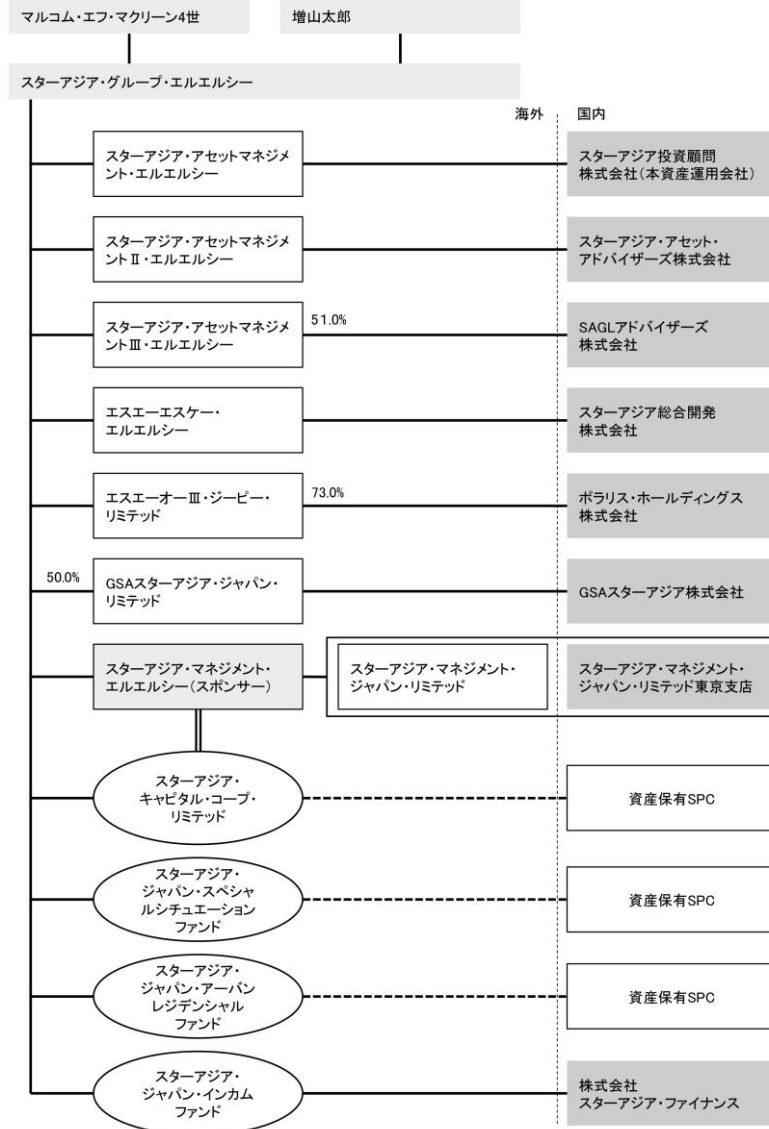 マルコム・エフ・マクリーン4世
増山太郎
スターアジア・グループ・エルエルシー
海外
国内
スターアジア・アセットマネジメ
ント・エルエルシー
スターアジア投資顧問
株式会社(本資産運用会社)
スターアジア・アセットマネジメ
ントⅡ・エルエルシー
スターアジア・アセット・
アドバイザーズ株式会社
スターアジア・アセットマネジメ
ントⅢ・エルエルシー
51.0%
SAGLアドバイザーズ
株式会社
エスエーエスケー・
エルエルシー
スターアジア総合開発
株式会社
エスエーオーⅢ・ジーピー・
リミテッド
73.0%
ポラリス・ホールディングス
株式会社
50.0%
GSAスターアジア・ジャパン・
リミテッド
GSAスターアジア株式会社
スターアジア・マネジメント・
エルエルシー(スポンサー)
スターアジア・マネジメント・
ジャパン・リミテッド
スターアジア・マネジメント・
ジャパン・リミテッド東京支店
スターアジア・
キャピタル・コープ・
リミテッド
資産保有SPC
スターアジア・
ジャパン・スペシャ
ルシチュエーション
ファンド
資産保有SPC
スターアジア・
ジャパン・アーバン
レジデンシャル
ファンド
資産保有SPC
スターアジア・
ジャパン・インカム
ファンド
株式会社
スターアジア・ファイナンス